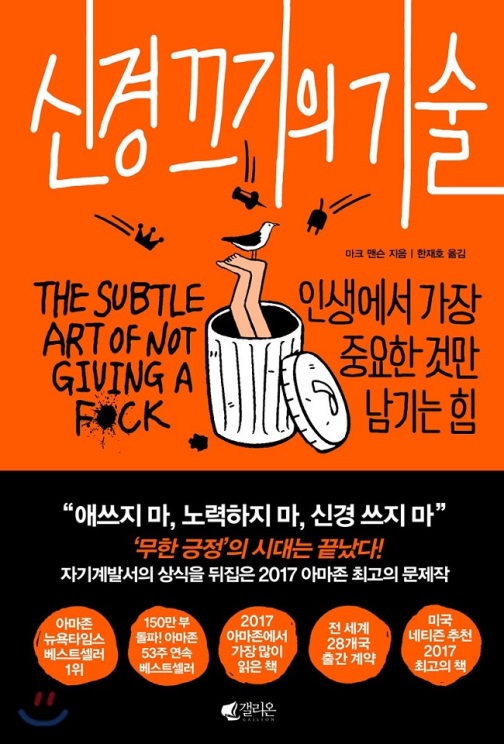 신경 끄기의 기술
마크 맨슨 지음 | 한재호 옮김
THE SUBTLE
ART OF NOT
GIVING A
F CK
인생에서 가장
중요한 것만
남기는 힘
“애쓰지 마, 노력하지 마, 신경 쓰지 마”
‘무한 긍정’의 시대는 끝났다!
자기계발서의 상식을 뒤집은 2017 아마존 최고의 문제작
아마존
뉴욕타임스
베스트셀러
1위
150만 부
돌파! 아마존
53주 연속
베스트셀러
2017
아마존에서
가장 많이
읽은 책
전 세계
28개국
출간 계약
미국
네티즌 추천
2017
최고의 책
갤리온
GALLEON